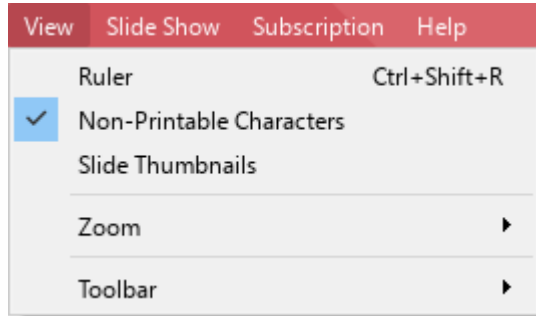 View Slide Show Subscription Help
Ruler Ctrl+Shift+R
Non-Printable Characters
Slide Thumbnails
Zoom
Toolbar